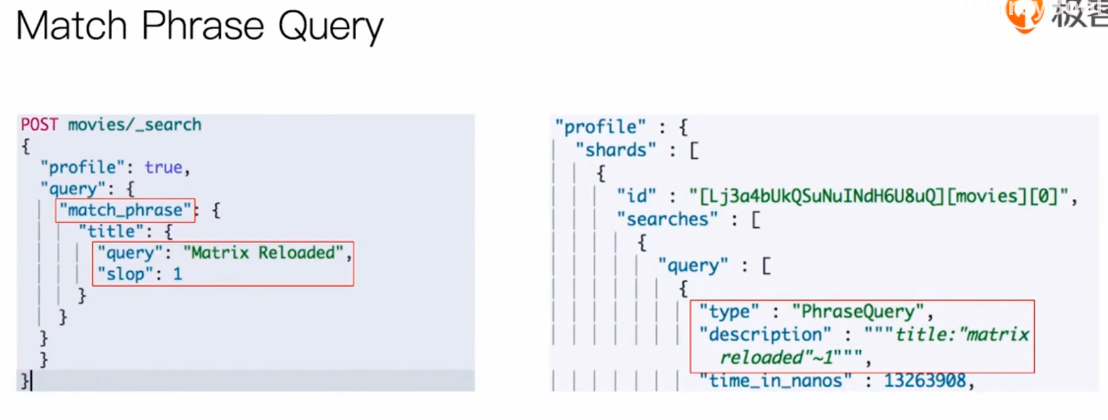 Match Phrase Query
极客
POST movies/_search
{
"profile": true,
"query": {
"match_phrase": {
"title": {
"query": "Matrix Reloaded",
"slop": 1
}
}
}
}
}
"profile" : {
"shards" : [
{
"id" : "[Lj3a4bUkQSuNuINdH6U8uQ][movies][0]",
"searches" : [
{
"query" : [
{
"type" : "PhraseQuery",
"description" : """title:"matrix
reloaded"~1""",
"time_in_nanos" : 13263908,